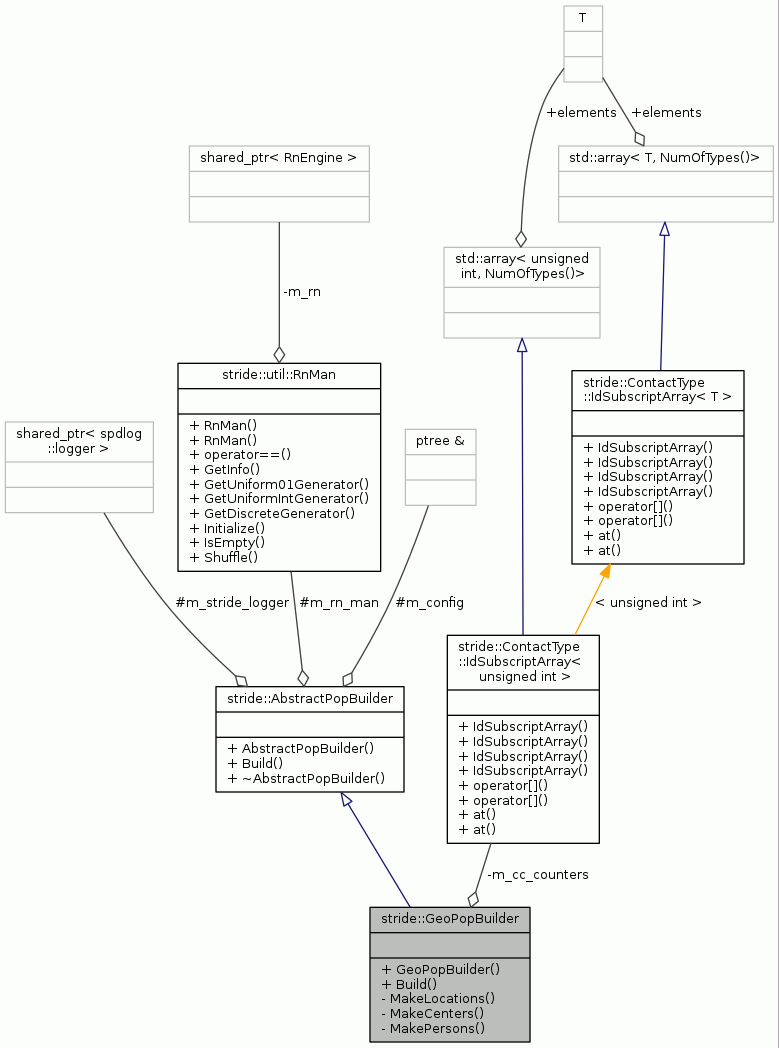 T
+elements
+elements
shared_ptr< RnEngine >
std::array< T, NumOfTypes()>
std::array< unsigned
int, NumOfTypes()>
-m_rn
stride::util::RnMan
+ RnMan()
+ RnMan()
+ operator==()
+ GetInfo()
+ GetUniform01Generator()
+ GetUniformIntGenerator()
+ GetDiscreteGenerator()
+ Initialize()
+ IsEmpty()
+ Shuffle()
stride::ContactType
::IdSubscriptArray< T >
+ IdSubscriptArray()
+ IdSubscriptArray()
+ IdSubscriptArray()
+ IdSubscriptArray()
+ operator[]()
+ operator[]()
+ at()
+ at()
shared_ptr< spdlog
::logger >
ptree &
#m_stride_logger
#m_rn_man
#m_config
< unsigned int >
stride::ContactType
::IdSubscriptArray<
unsigned int >
+ IdSubscriptArray()
+ IdSubscriptArray()
+ IdSubscriptArray()
+ IdSubscriptArray()
+ operator[]()
+ operator[]()
+ at()
+ at()
stride::AbstractPopBuilder
+ AbstractPopBuilder()
+ Build()
+ ~AbstractPopBuilder()
-m_cc_counters
stride::GeoPopBuilder
+ GeoPopBuilder()
+ Build()
- MakeLocations()
- MakeCenters()
- MakePersons()